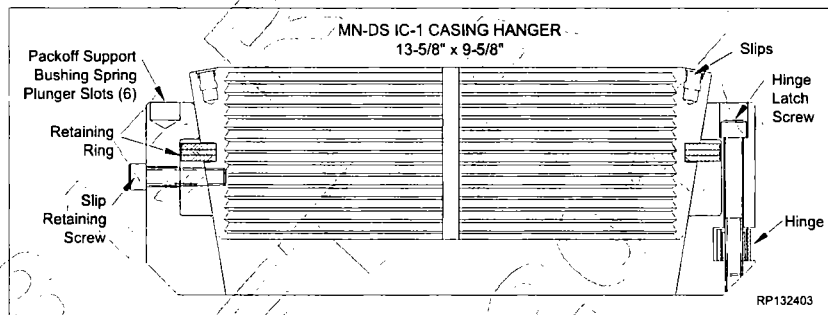 MN-DS IC-1 CASING HANGER
13-5/8" x 9-5/8"
Packoff Support
Bushing Spring
Plunger Slots (6)
Retaining
Ring
Slip
Retaining
Screw
Slips
Hinge
Latch
Screw
Hinge
RP132403